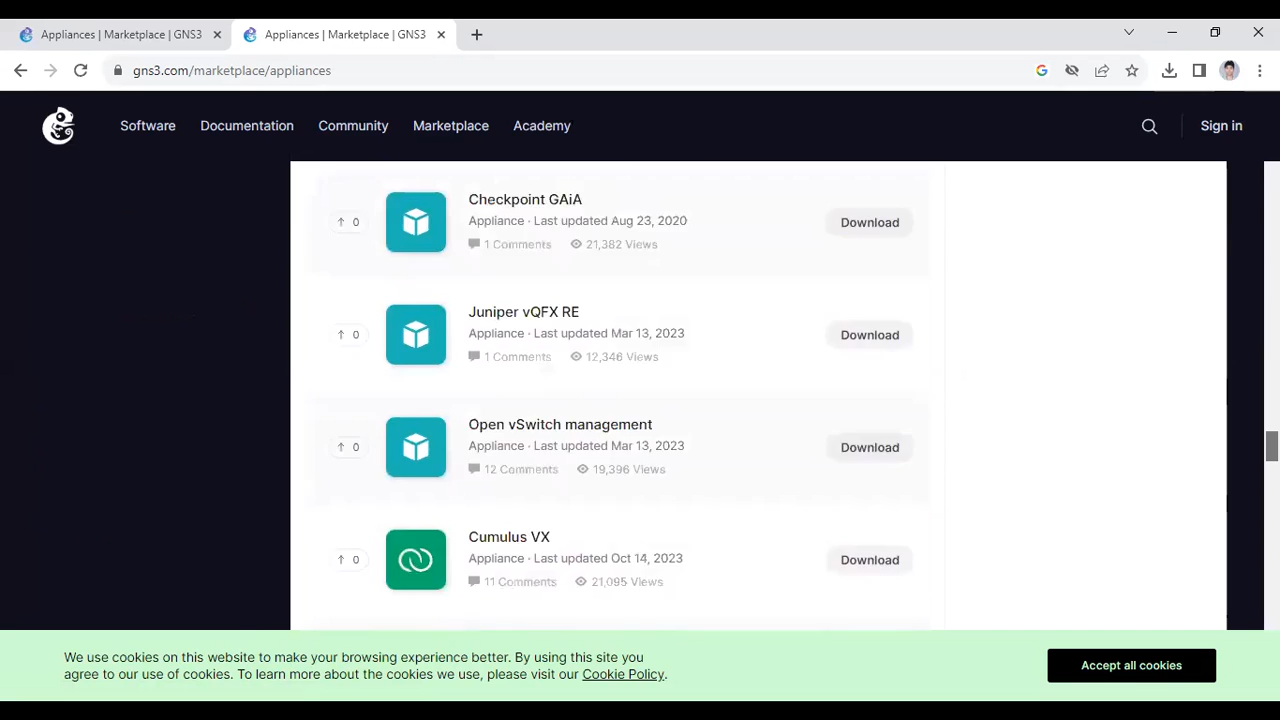 Appliances | Marketplace | GNS3
Appliances | Marketplace | GNS3
gns3.com/marketplace/appliances
Software
Documentation
Community
Marketplace
Academy
Sign in
0
Checkpoint GAiA
Appliance · Last updated Aug 23, 2020
1 Comments
21,382 Views
Download
0
Juniper vQFX RE
Appliance · Last updated Mar 13, 2023
1 Comments
12,346 Views
Download
0
Open vSwitch management
Appliance · Last updated Mar 13, 2023
12 Comments
19,396 Views
Download
0
Cumulus VX
Appliance · Last updated Oct 14, 2023
11 Comments
21,095 Views
Download
We use cookies on this website to make your browsing experience better. By using this site you
agree to our use of cookies. To learn more about the cookies we use, please visit our Cookie Policy.
Accept all cookies